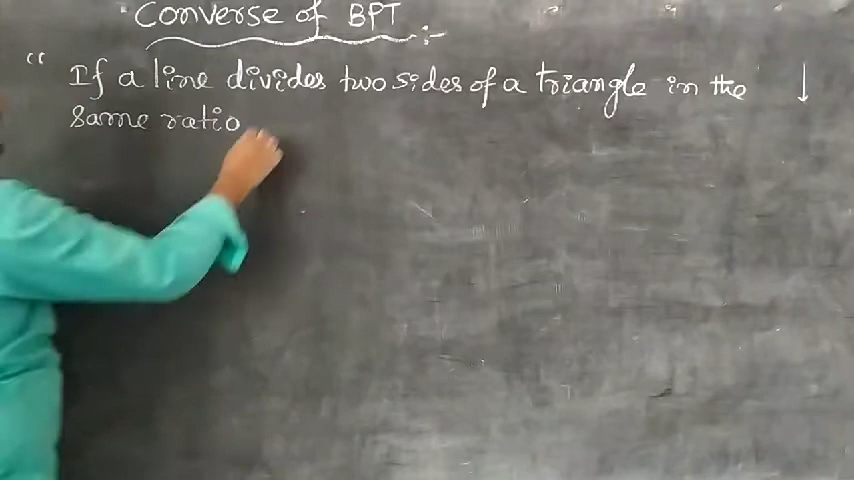 Converse of BPT :-
“ If a line divides two sides of a triangle in the ↓
same ratio